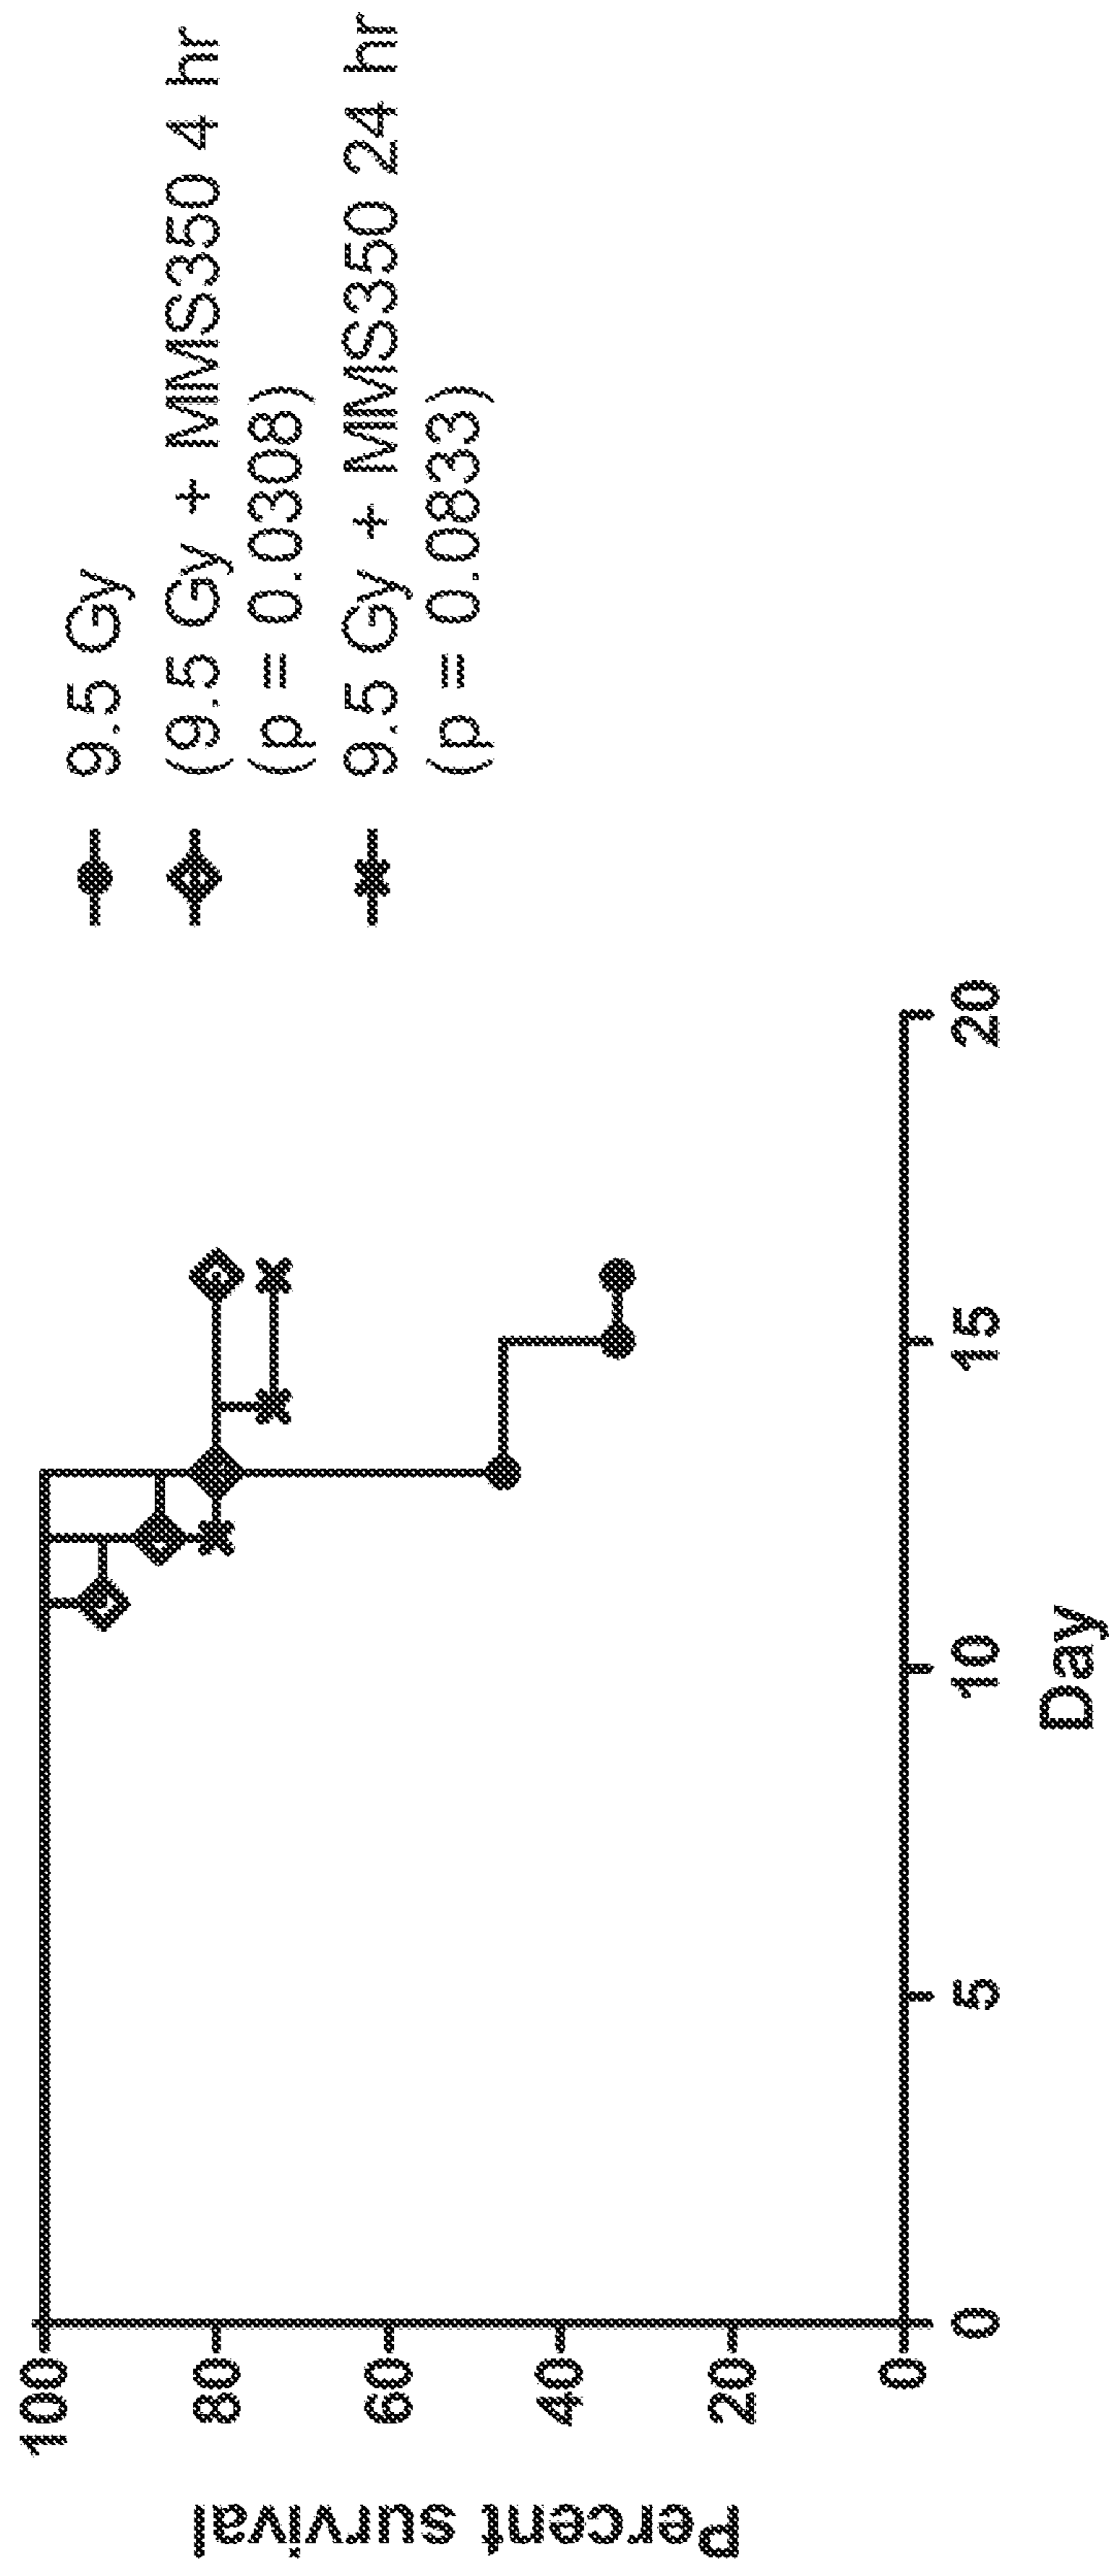 Percent survival
100
80
60
40
20
0
0
5
10
15
20
Day
9.5 Gy
(9.5 Gy + MMS350 4 hr
(p = 0.0308)
9.5 Gy + MMS350 24 hr
(p = 0.0833)